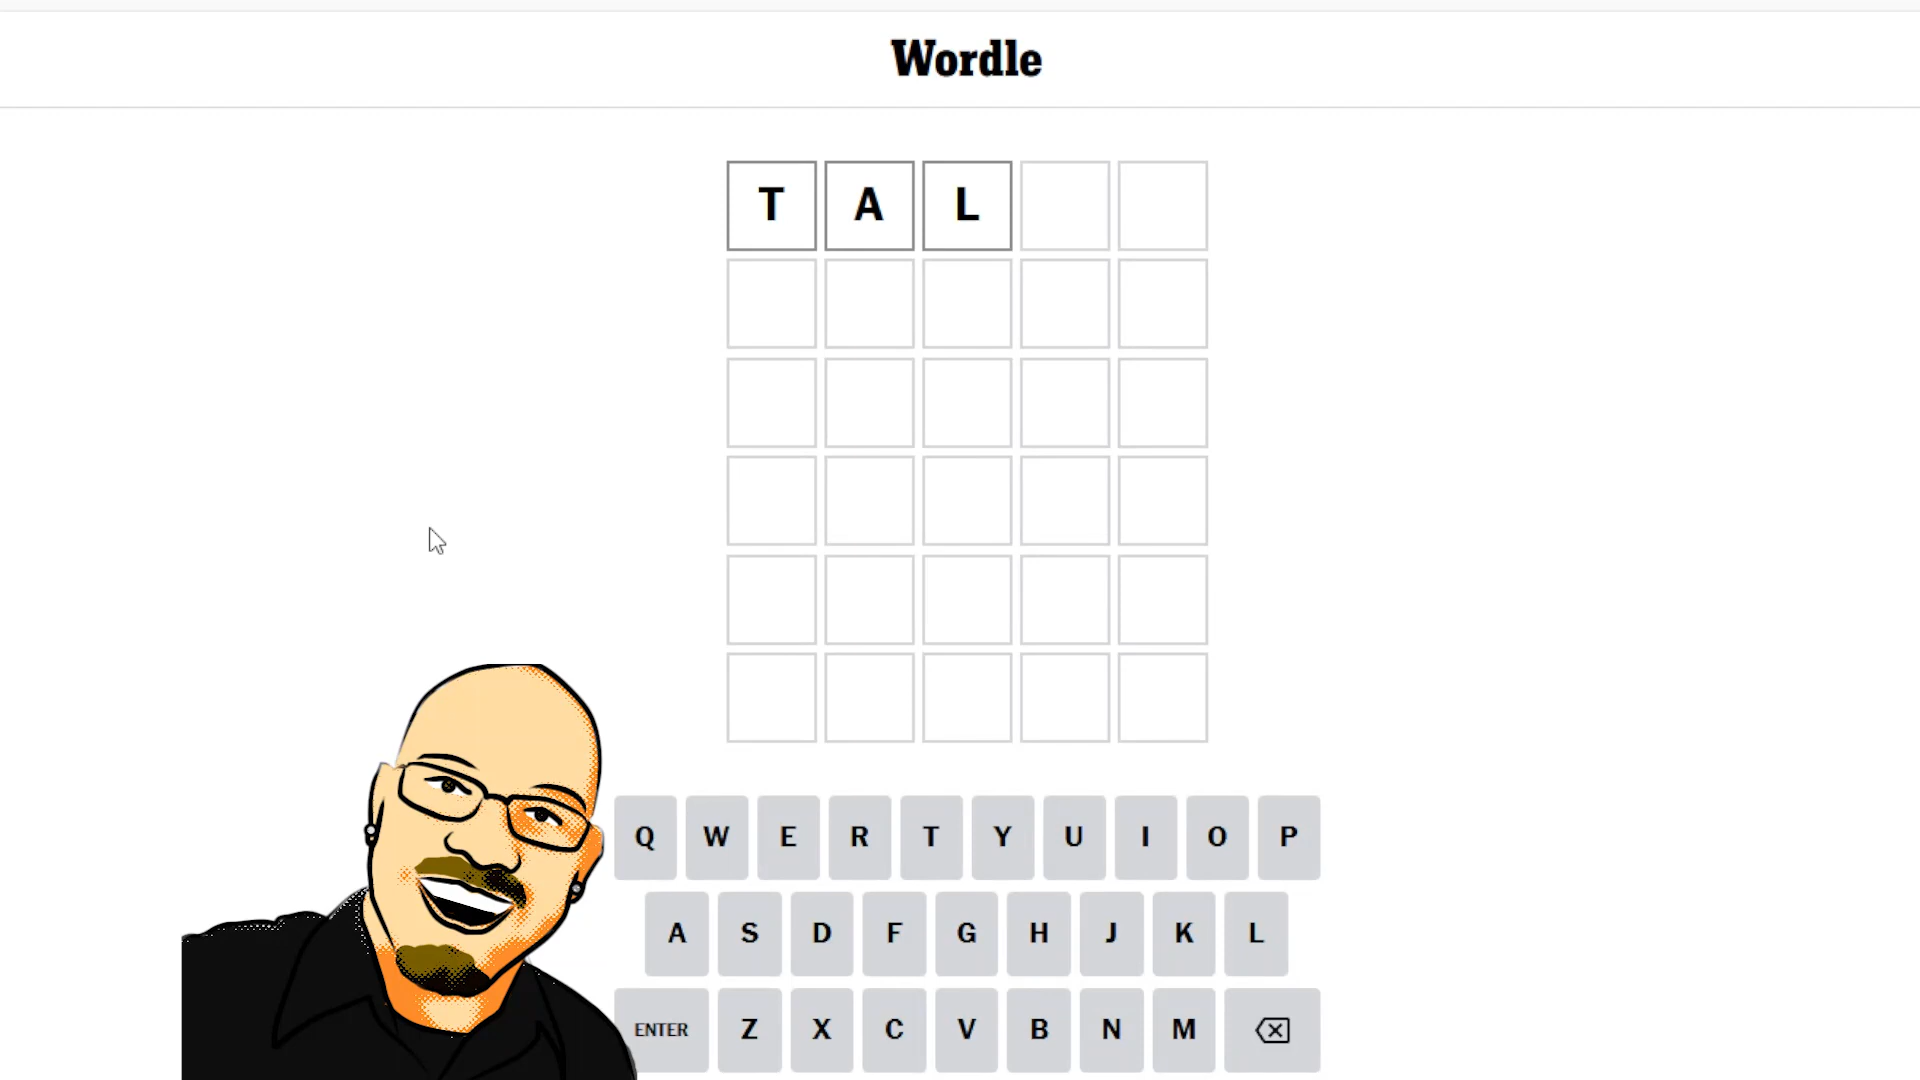 Wordle
T A L
Q W E R T Y U I O P
A S D F G H J K L
ENTER Z X C V B N M